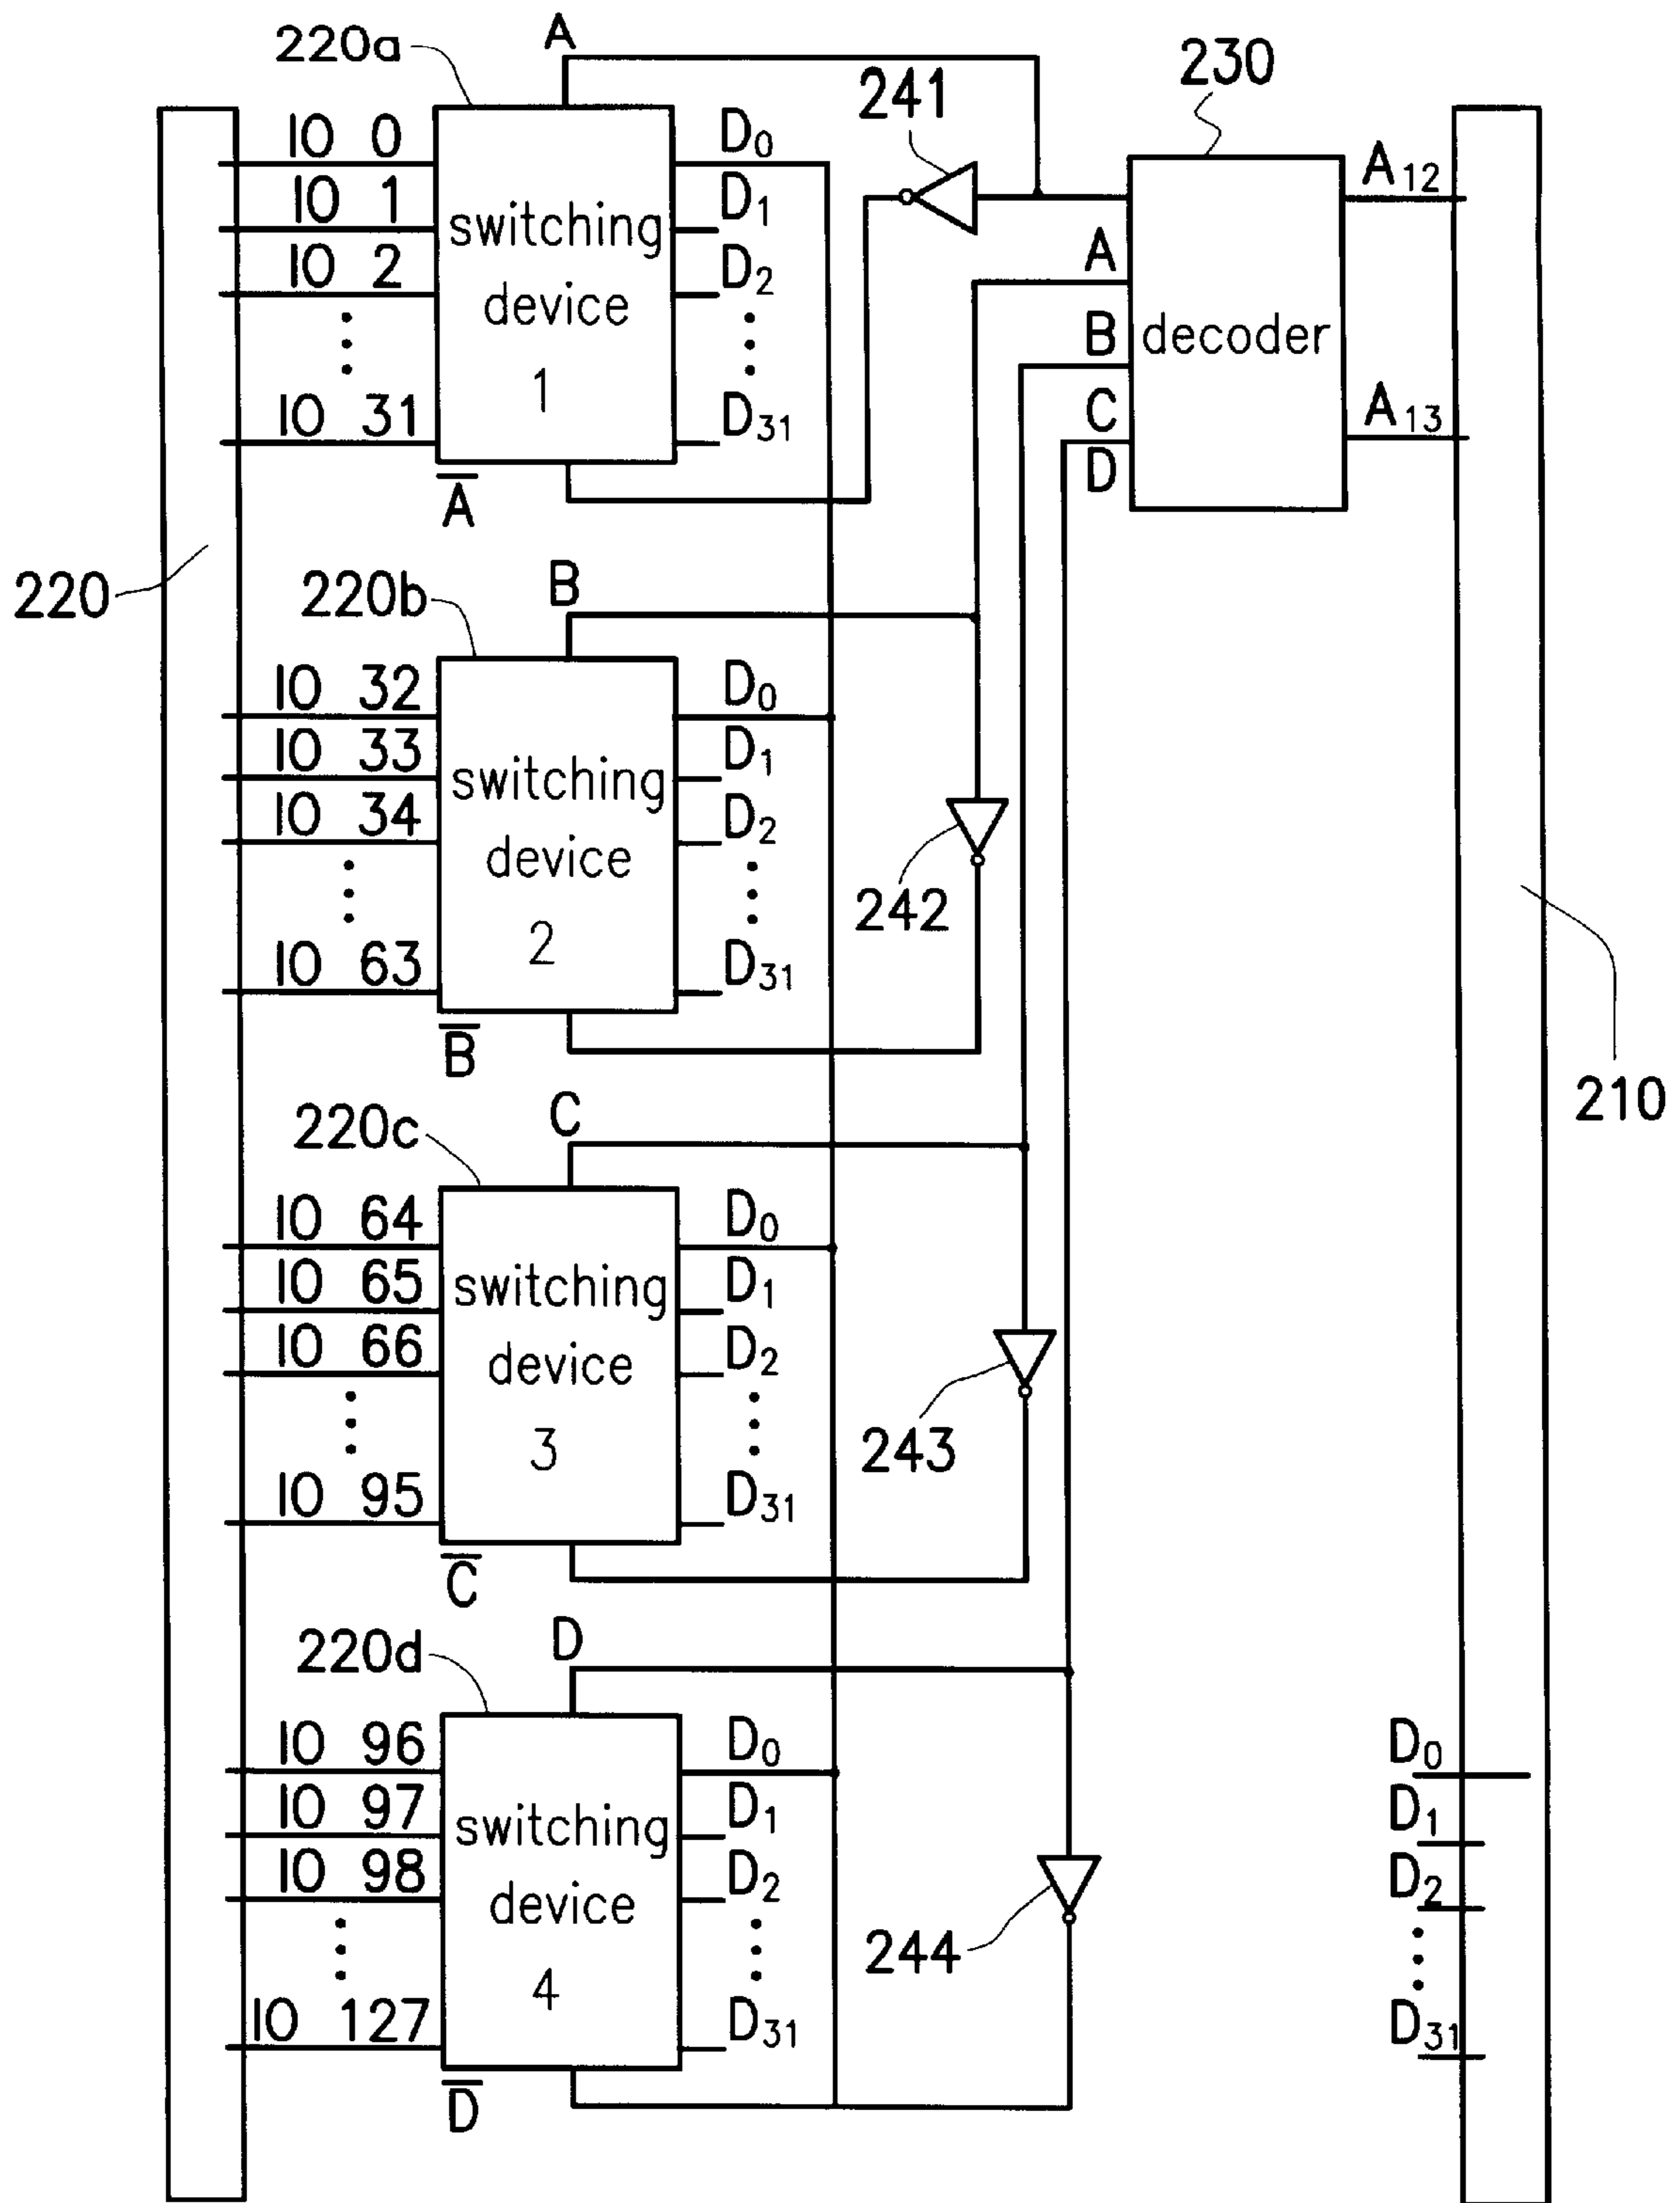 220a
A
230
241
IO 0
D0
A12
IO 1
D1
switching
IO 2
D2
A
device
B
decoder
1
C
IO 31
D31
A13
D
A̅
220
220b
B
IO 32
D0
IO 33
D1
switching
IO 34
D2
device
242
2
IO 63
D31
B̅
210
220c
C
IO 64
D0
IO 65
D1
switching
IO 66
D2
device
243
3
IO 95
D31
C̅
220d
D
IO 96
D0
D0
IO 97
D1
D1
switching
IO 98
D2
D2
device
244
4
IO 127
D31
D31
D̅